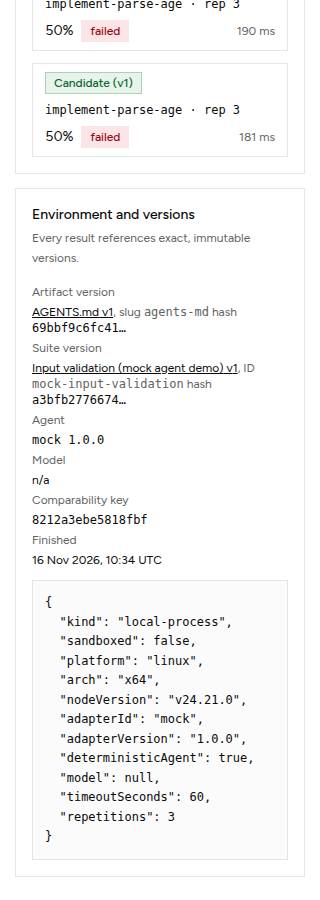 implement-parse-age · rep 3
50% failed 190 ms
Candidate (v1)
implement-parse-age · rep 3
50% failed 181 ms
Environment and versions
Every result references exact, immutable
versions.
Artifact version
AGENTS.md v1, slug agents-md hash
69bbf9c6fc41…
Suite version
Input validation (mock agent demo) v1, ID
mock-input-validation hash
a3bfb2776674…
Agent
mock 1.0.0
Model
n/a
Comparability key
8212a3ebe5818fbf
Finished
16 Nov 2026, 10:34 UTC
{
  "kind": "local-process",
  "sandboxed": false,
  "platform": "linux",
  "arch": "x64",
  "nodeVersion": "v24.21.0",
  "adapterId": "mock",
  "adapterVersion": "1.0.0",
  "deterministicAgent": true,
  "model": null,
  "timeoutSeconds": 60,
  "repetitions": 3
}